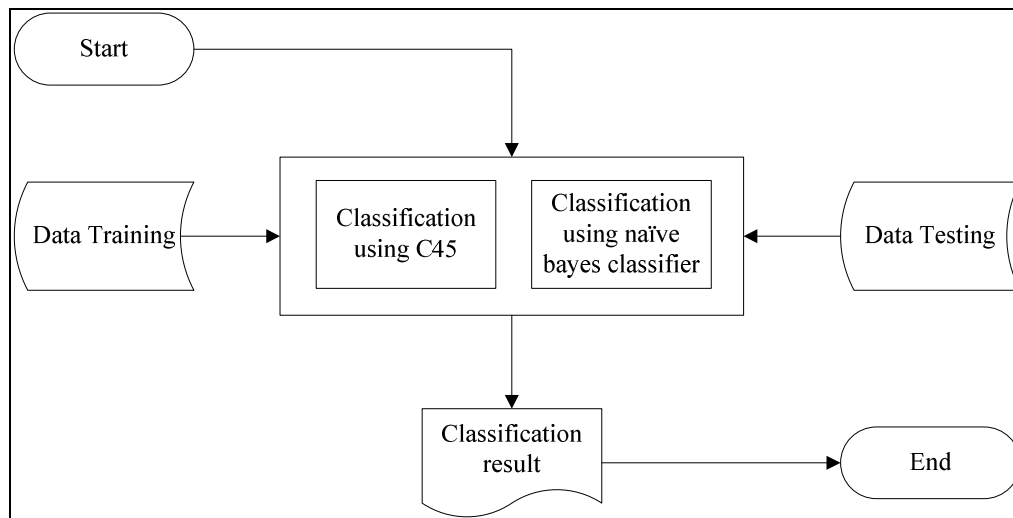 Start
Data Training
Classification
using C45
Classification
using naïve
bayes classifier
Data Testing
Classification
result
End